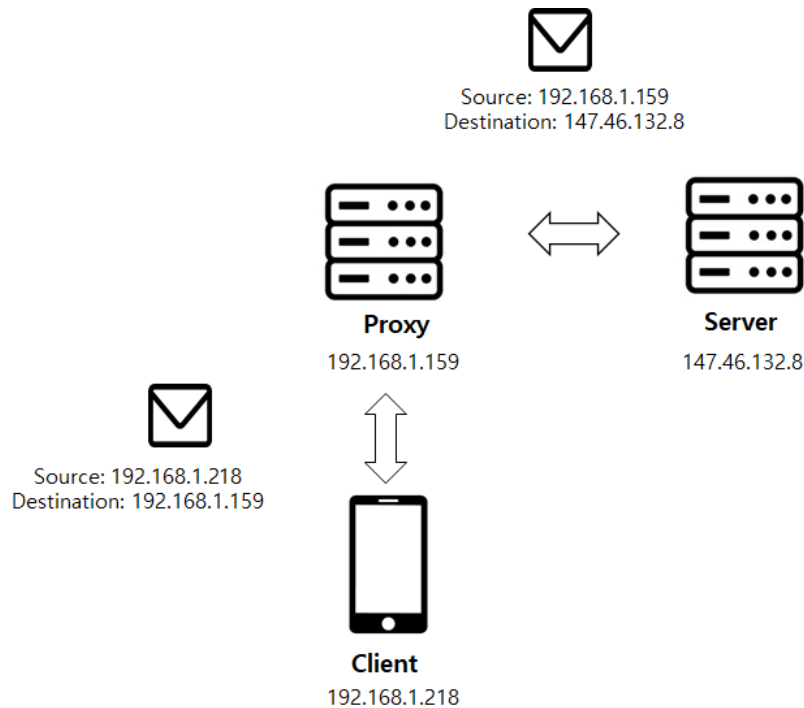 Source: 192.168.1.159
Destination: 147.46.132.8
Proxy
192.168.1.159
Server
147.46.132.8
Source: 192.168.1.218
Destination: 192.168.1.159
Client
192.168.1.218